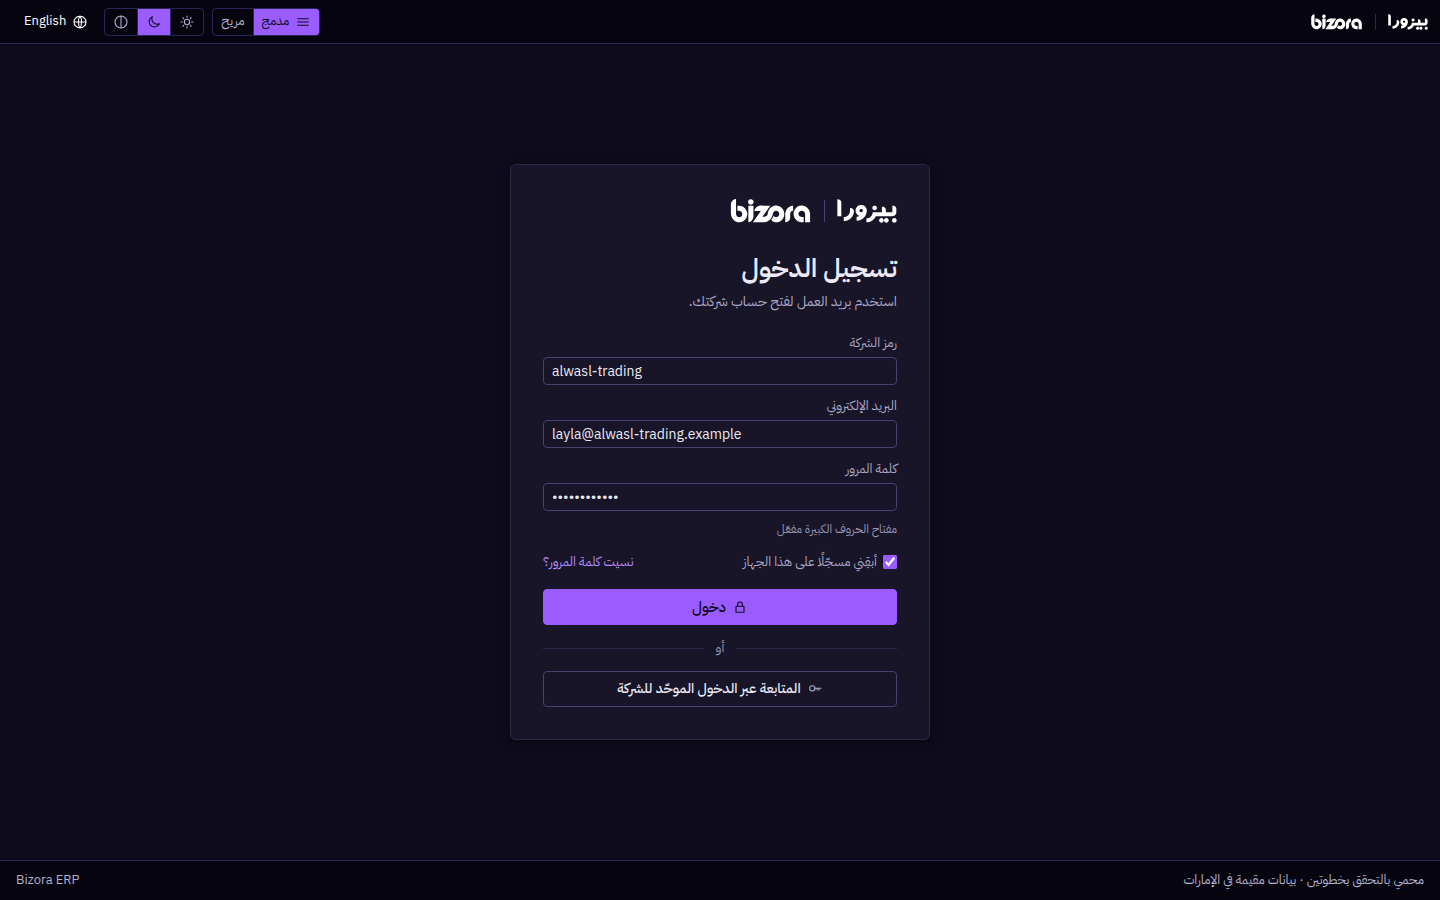 بيزورا bizora
مدمج مريح
English
بيزورا bizora
تسجيل الدخول
استخدم بريد العمل لفتح حساب شركتك.
رمز الشركة
alwasl-trading
البريد الإلكتروني
layla@alwasl-trading.example
كلمة المرور
••••••••••••
مفتاح الحروف الكبيرة مفعّل
أبقِني مسجّلًا على هذا الجهاز
نسيت كلمة المرور؟
دخول
أو
المتابعة عبر الدخول الموحّد للشركة
محمي بالتحقق بخطوتين · بيانات مقيمة في الإمارات
Bizora ERP